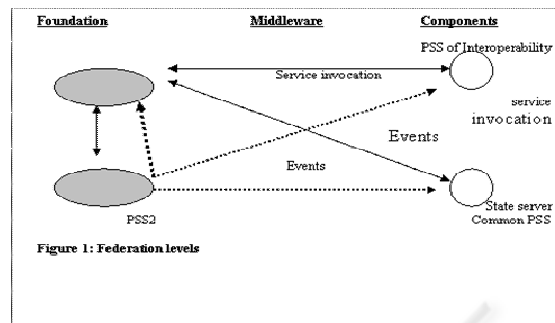 Foundation Middleware Components
PSS of Interoperability
Service invocation
service
invocation
Events
Events
State server
PSS2 Common PSS
Figure 1: Federation levels